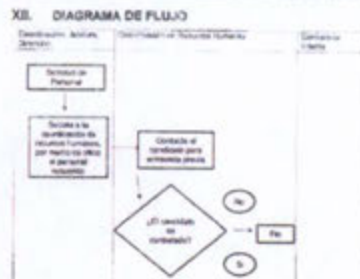 XII. DIAGRAMA DE FLUJO
Solicitud de
Personal
Solicita a la
coordinación de
recursos humanos,
por medio de oficio
el personal
requerido
Contacta al
candidato para
entrevista previa
¿El candidato
es
contratado?
No
Fin
Si